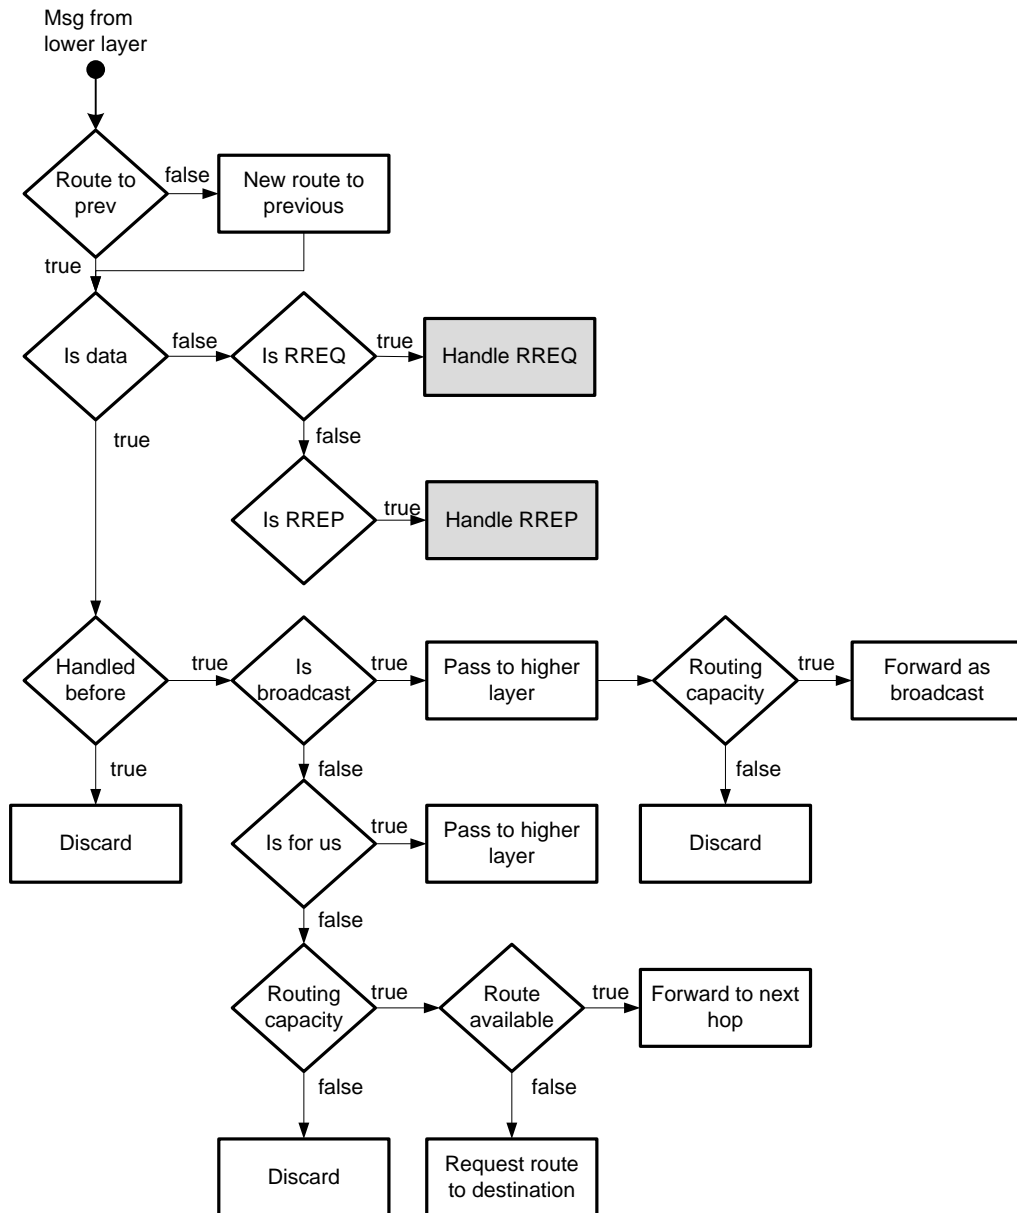 Msg from
lower layer
Route to
prev
false
New route to
previous
true
Is data
false
Is RREQ
true
Handle RREQ
true
false
Is RREP
true
Handle RREP
Handled
before
true
Is
broadcast
true
Pass to higher
layer
Routing
capacity
true
Forward as
broadcast
true
false
false
Discard
Is for us
true
Pass to higher
layer
Discard
false
Routing
capacity
true
Route
available
true
Forward to next
hop
false
false
Discard
Request route
to destination